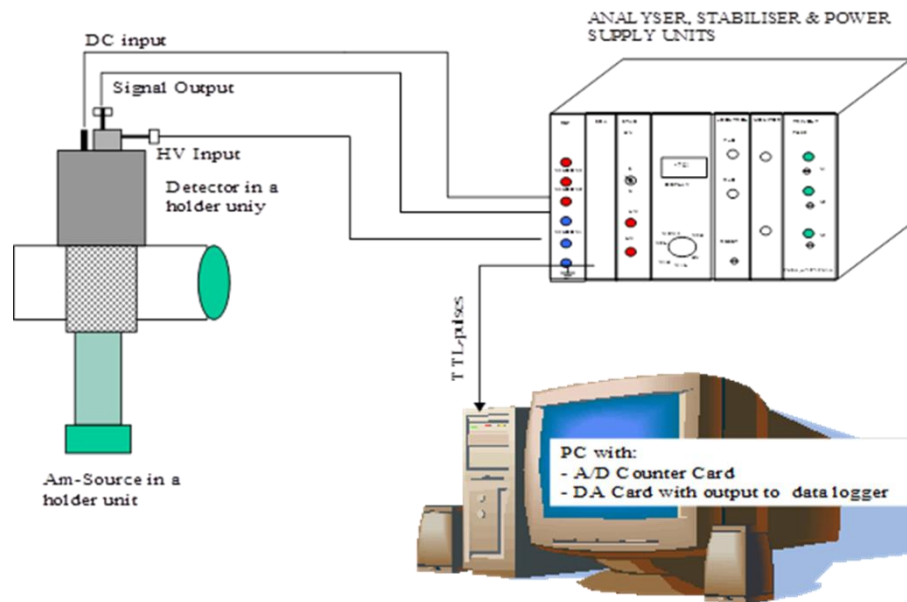 ANALYSER, STABILISER & POWER
SUPPLY UNITS
DC input
Signal Output
HV Input
Detector in a
holder uniy
TTL-pulses
Am-Source in a
holder unit
PC with:
- A/D Counter Card
- DA Card with output to data logger